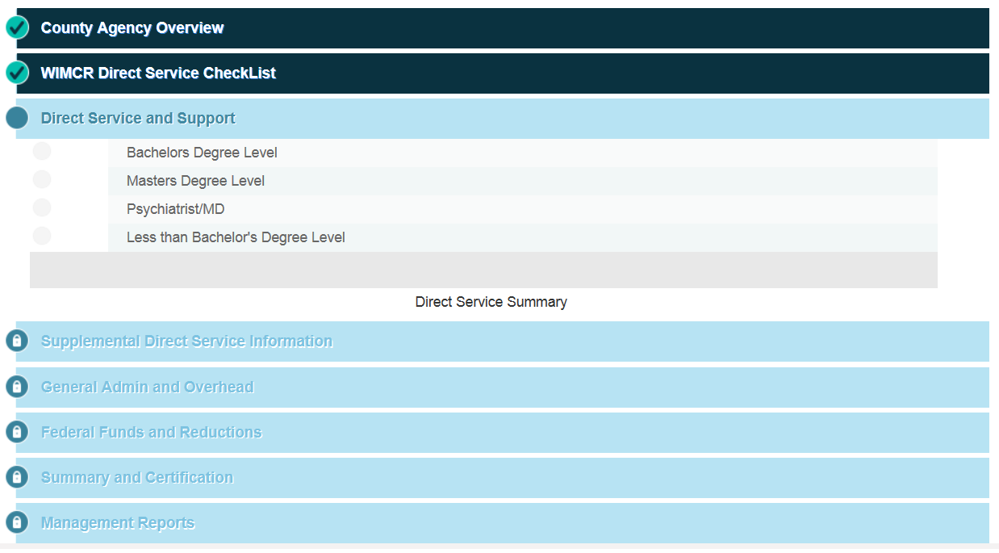 County Agency Overview
WIMCR Direct Service CheckList
Direct Service and Support
Bachelors Degree Level
Masters Degree Level
Psychiatrist/MD
Less than Bachelor's Degree Level
Direct Service Summary
Supplemental Direct Service Information
General Admin and Overhead
Federal Funds and Reductions
Summary and Certification
Management Reports